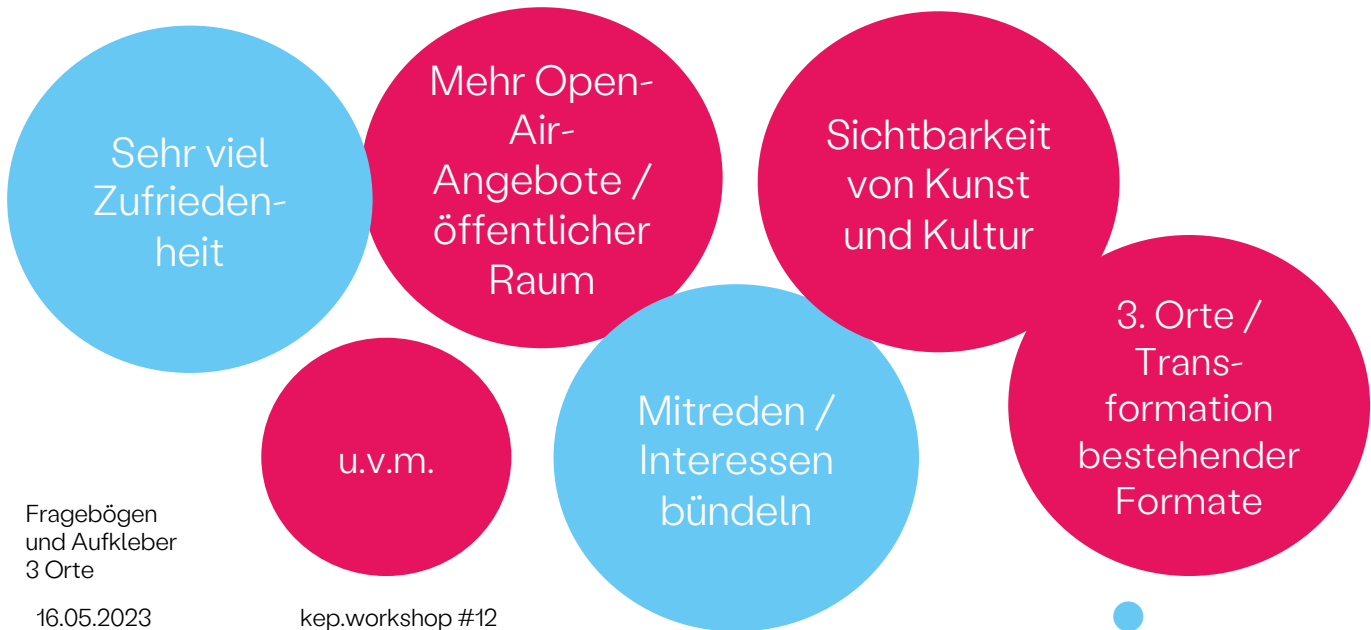 Sehr viel
Zufrieden-
heit
Mehr Open-
Air-
Angebote /
öffentlicher
Raum
Sichtbarkeit
von Kunst
und Kultur
3. Orte /
Trans-
formation
bestehender
Formate
u.v.m.
Mitreden /
Interessen
bündeln
Fragebögen
und Aufkleber
3 Orte
16.05.2023
kep.workshop #12